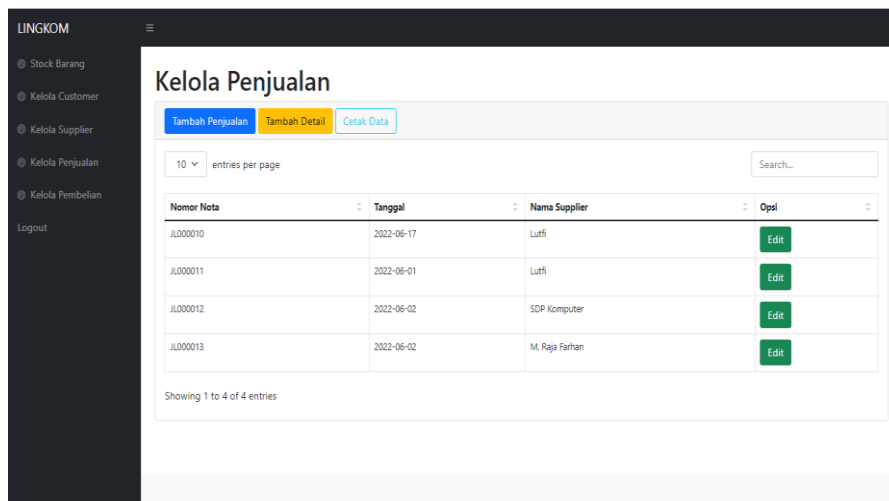 LINGKOM
Stock Barang
Kelola Customer
Kelola Supplier
Kelola Penjualan
Kelola Pembelian
Logout
Kelola Penjualan
Tambah Penjualan Tambah Detail Cetak Data
10 entries per page Search...
Nomor Nota Tanggal Nama Supplier Opsi
JL000010 2022-06-17 Lutfi Edit
JL000011 2022-06-01 Lutfi Edit
JL000012 2022-06-02 SDP Komputer Edit
JL000013 2022-06-02 M. Raja Farhan Edit
Showing 1 to 4 of 4 entries